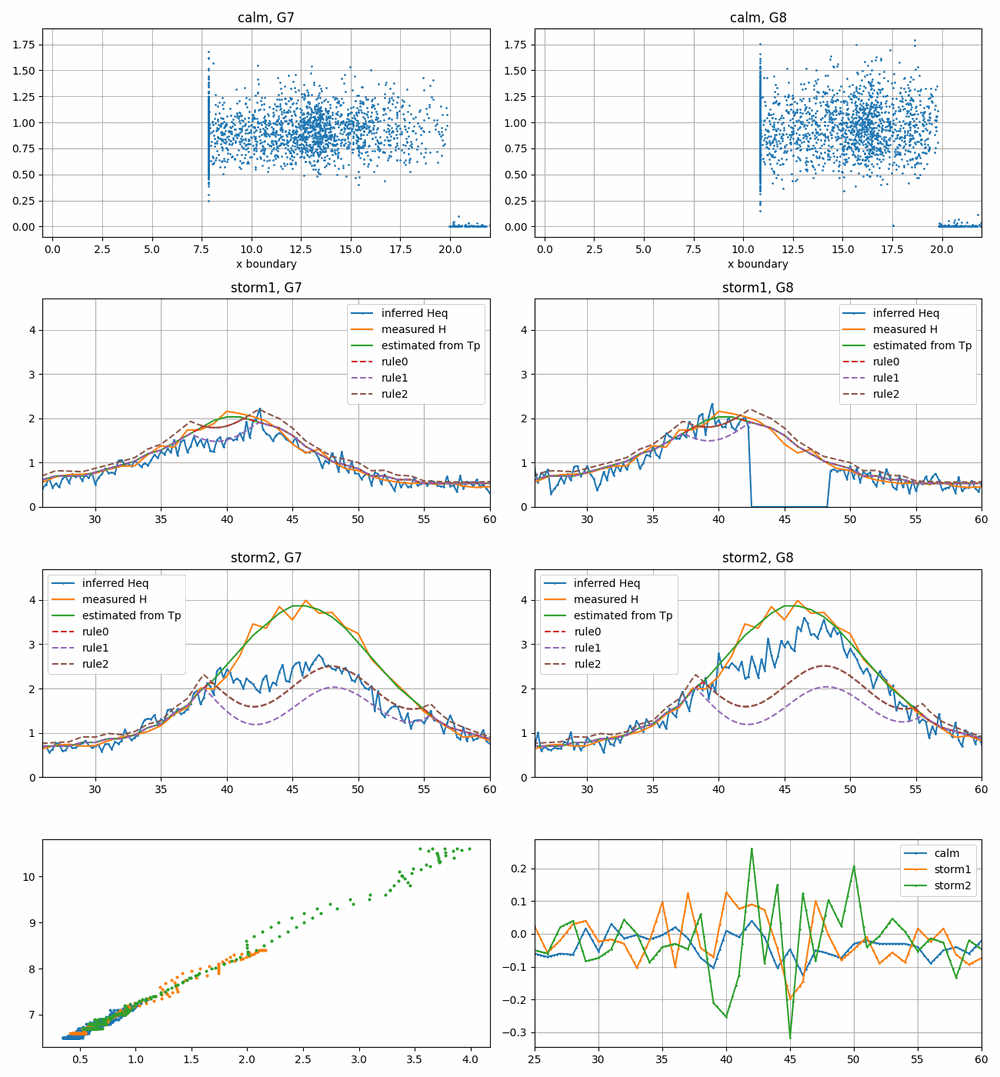 calm, G7
calm, G8
1.75
1.50
1.25
1.00
0.75
0.50
0.25
0.00
0.0 2.5 5.0 7.5 10.0 12.5 15.0 17.5 20.0
x boundary
1.75
1.50
1.25
1.00
0.75
0.50
0.25
0.00
0.0 2.5 5.0 7.5 10.0 12.5 15.0 17.5 20.0
x boundary
storm1, G7
4
3
2
1
0
inferred Heq
measured H
estimated from Tp
rule0
rule1
rule2
30 35 40 45 50 55 60
storm1, G8
4
3
2
1
0
inferred Heq
measured H
estimated from Tp
rule0
rule1
rule2
30 35 40 45 50 55 60
storm2, G7
4
3
2
1
0
inferred Heq
measured H
estimated from Tp
rule0
rule1
rule2
30 35 40 45 50 55 60
storm2, G8
4
3
2
1
0
inferred Heq
measured H
estimated from Tp
rule0
rule1
rule2
30 35 40 45 50 55 60
10
9
8
7
0.5 1.0 1.5 2.0 2.5 3.0 3.5 4.0
0.2
0.1
0.0
−0.1
−0.2
−0.3
calm
storm1
storm2
25 30 35 40 45 50 55 60